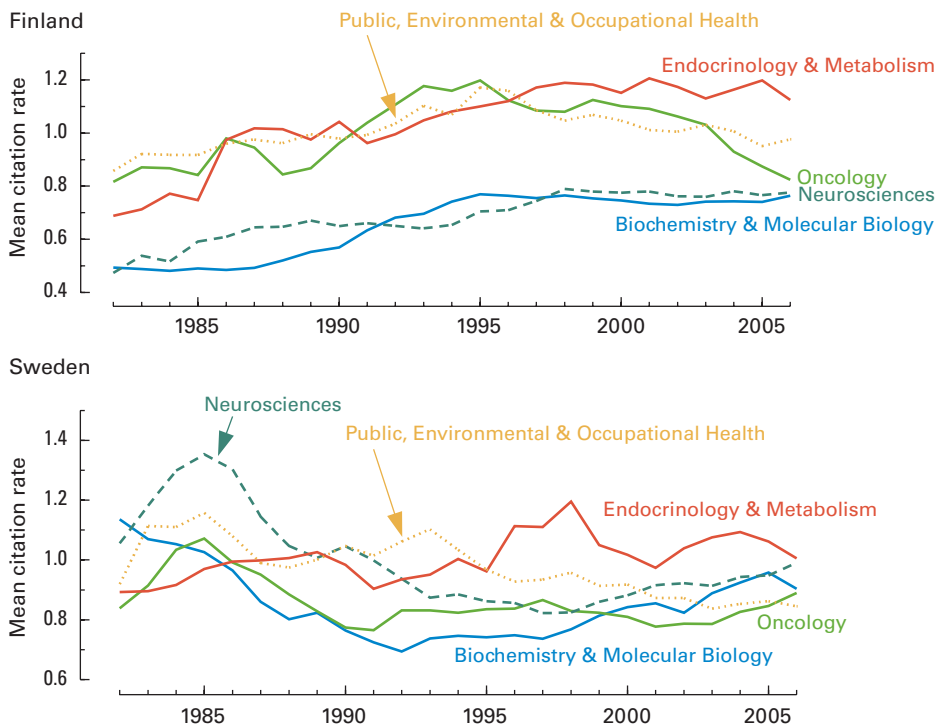 Finland
Public, Environmental & Occupational Health
Mean citation rate
1.2
1.0
0.8
0.6
0.4
Endocrinology & Metabolism
Oncology
Neurosciences
Biochemistry & Molecular Biology
1985 1990 1995 2000 2005
Sweden
Neurosciences
Public, Environmental & Occupational Health
Mean citation rate
1.4
1.2
1.0
0.8
0.6
Endocrinology & Metabolism
Oncology
Biochemistry & Molecular Biology
1985 1990 1995 2000 2005